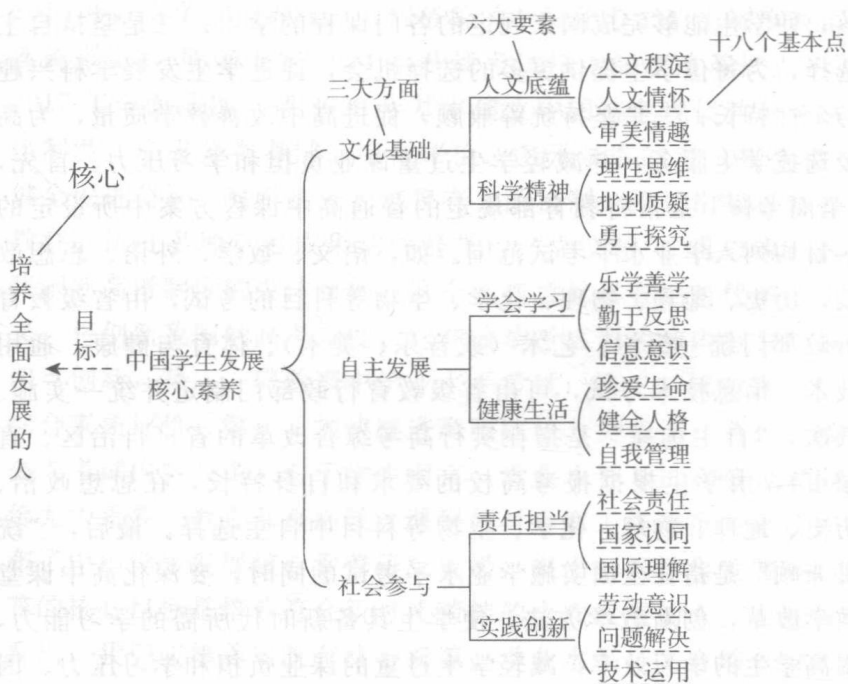 六大要素
十八个基本点
人文积淀
人文底蕴
人文情怀
三大方面
审美情趣
文化基础
理性思维
核心
科学精神
批判质疑
勇于探究
培养全面发展的人
目标
乐学善学
学会学习
勤于反思
中国学生发展
核心素养
信息意识
自主发展
珍爱生命
健康生活
健全人格
自我管理
社会责任
责任担当
国家认同
国际理解
社会参与
劳动意识
实践创新
问题解决
技术运用